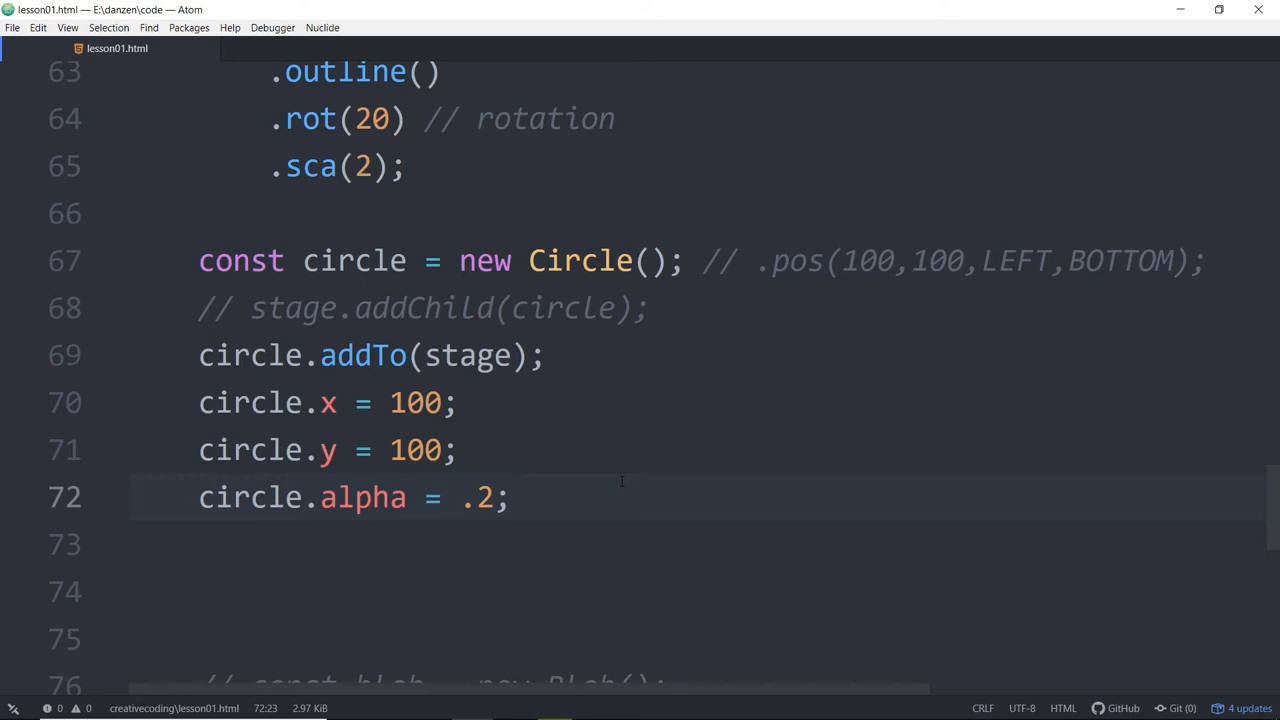 lesson01.html — E:\danzen\code — Atom
File Edit View Selection Find Packages Help Debugger Nuclide
lesson01.html
63 .outline()
64 .rot(20) // rotation
65 .sca(2);
66
67 const circle = new Circle(); // .pos(100,100,LEFT,BOTTOM);
68 // stage.addChild(circle);
69 circle.addTo(stage);
70 circle.x = 100;
71 circle.y = 100;
72 circle.alpha = .2;
73
74
75
76 // const blob = new Blob();
0 0 creativecoding\lesson01.html 72:23 2.97 KiB CRLF UTF-8 HTML GitHub Git (0) 4 updates